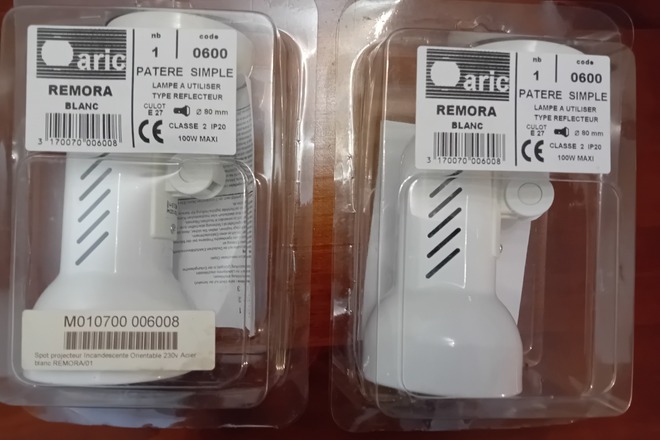 aric
nb
code
1
0600
REMORA
BLANC
PATERE SIMPLE
LAMPE A UTILISER
TYPE REFLECTEUR
CULOT
E 27
Ø 80 mm
CE
CLASSE 2 IP20
100W MAXI
3 170070 006008
M010700 006008
Spot projecteur Incandescente Orientable 230v Acier
blanc REMORA/01
aric
nb
code
1
0600
REMORA
BLANC
PATERE SIMPLE
LAMPE A UTILISER
TYPE REFLECTEUR
CULOT
E 27
Ø 80 mm
CE
CLASSE 2 IP20
100W MAXI
3 170070 006008